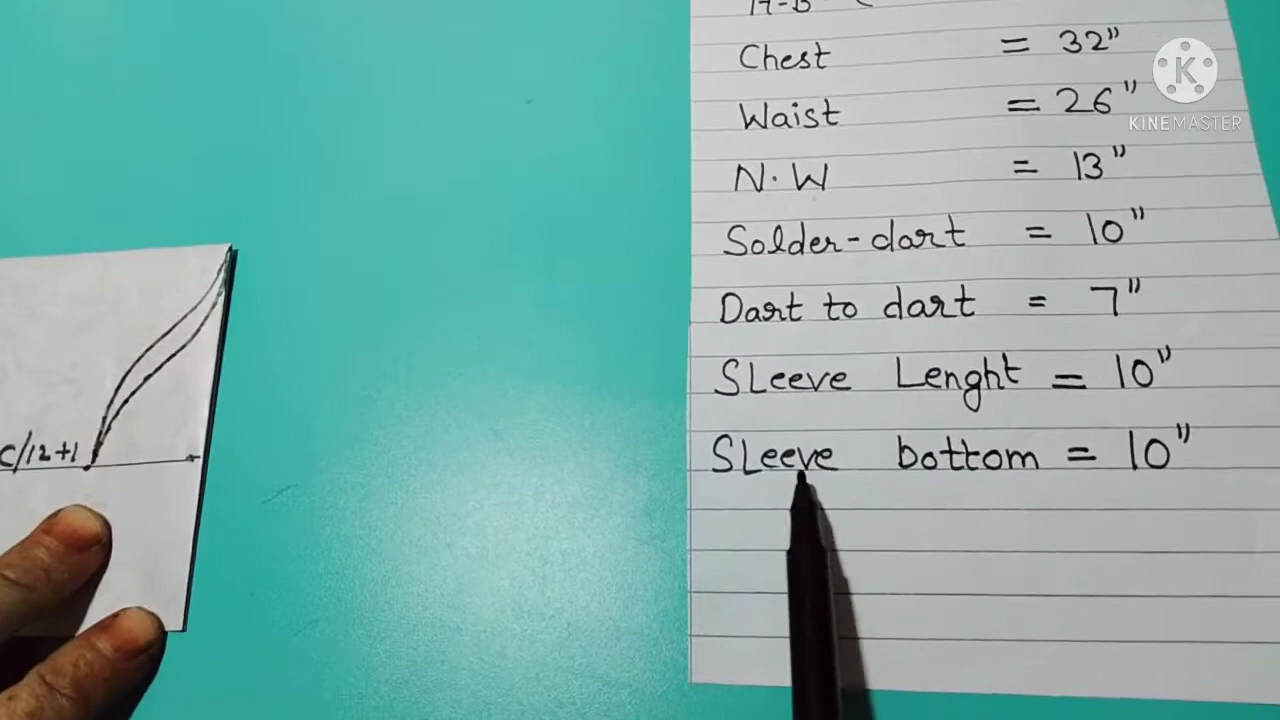 Chest = 32"
Waist = 26"
N.W = 13"
Solder-dart = 10"
Dart to dart = 7"
SLeeve Lenght = 10"
SLeeve bottom = 10"
C/12+1
K
KINEMASTER